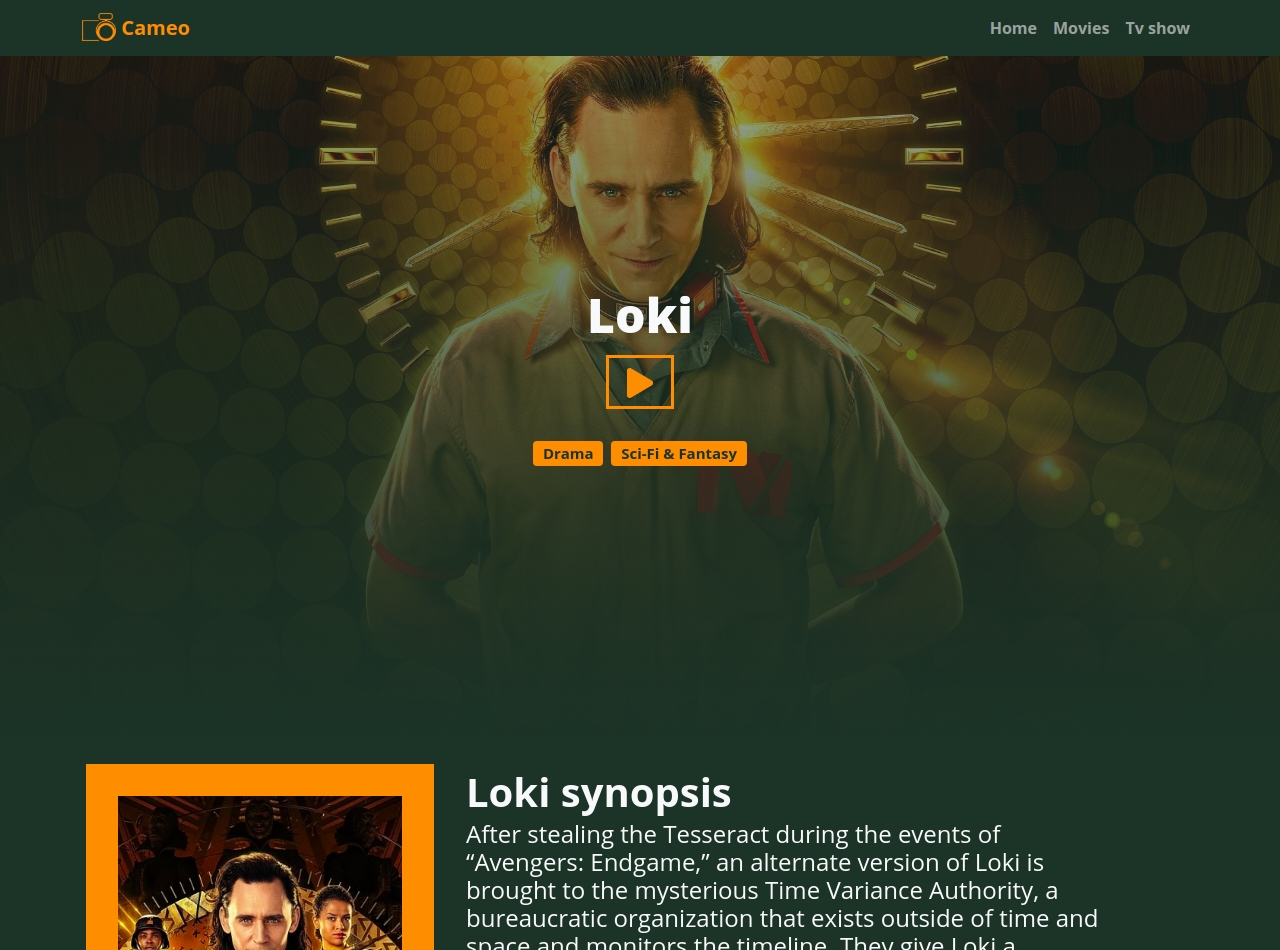 Cameo
Home Movies Tv show
Loki
Drama Sci-Fi & Fantasy
Loki synopsis
After stealing the Tesseract during the events of
“Avengers: Endgame,” an alternate version of Loki is
brought to the mysterious Time Variance Authority, a
bureaucratic organization that exists outside of time and
space and monitors the timeline. They give Loki a